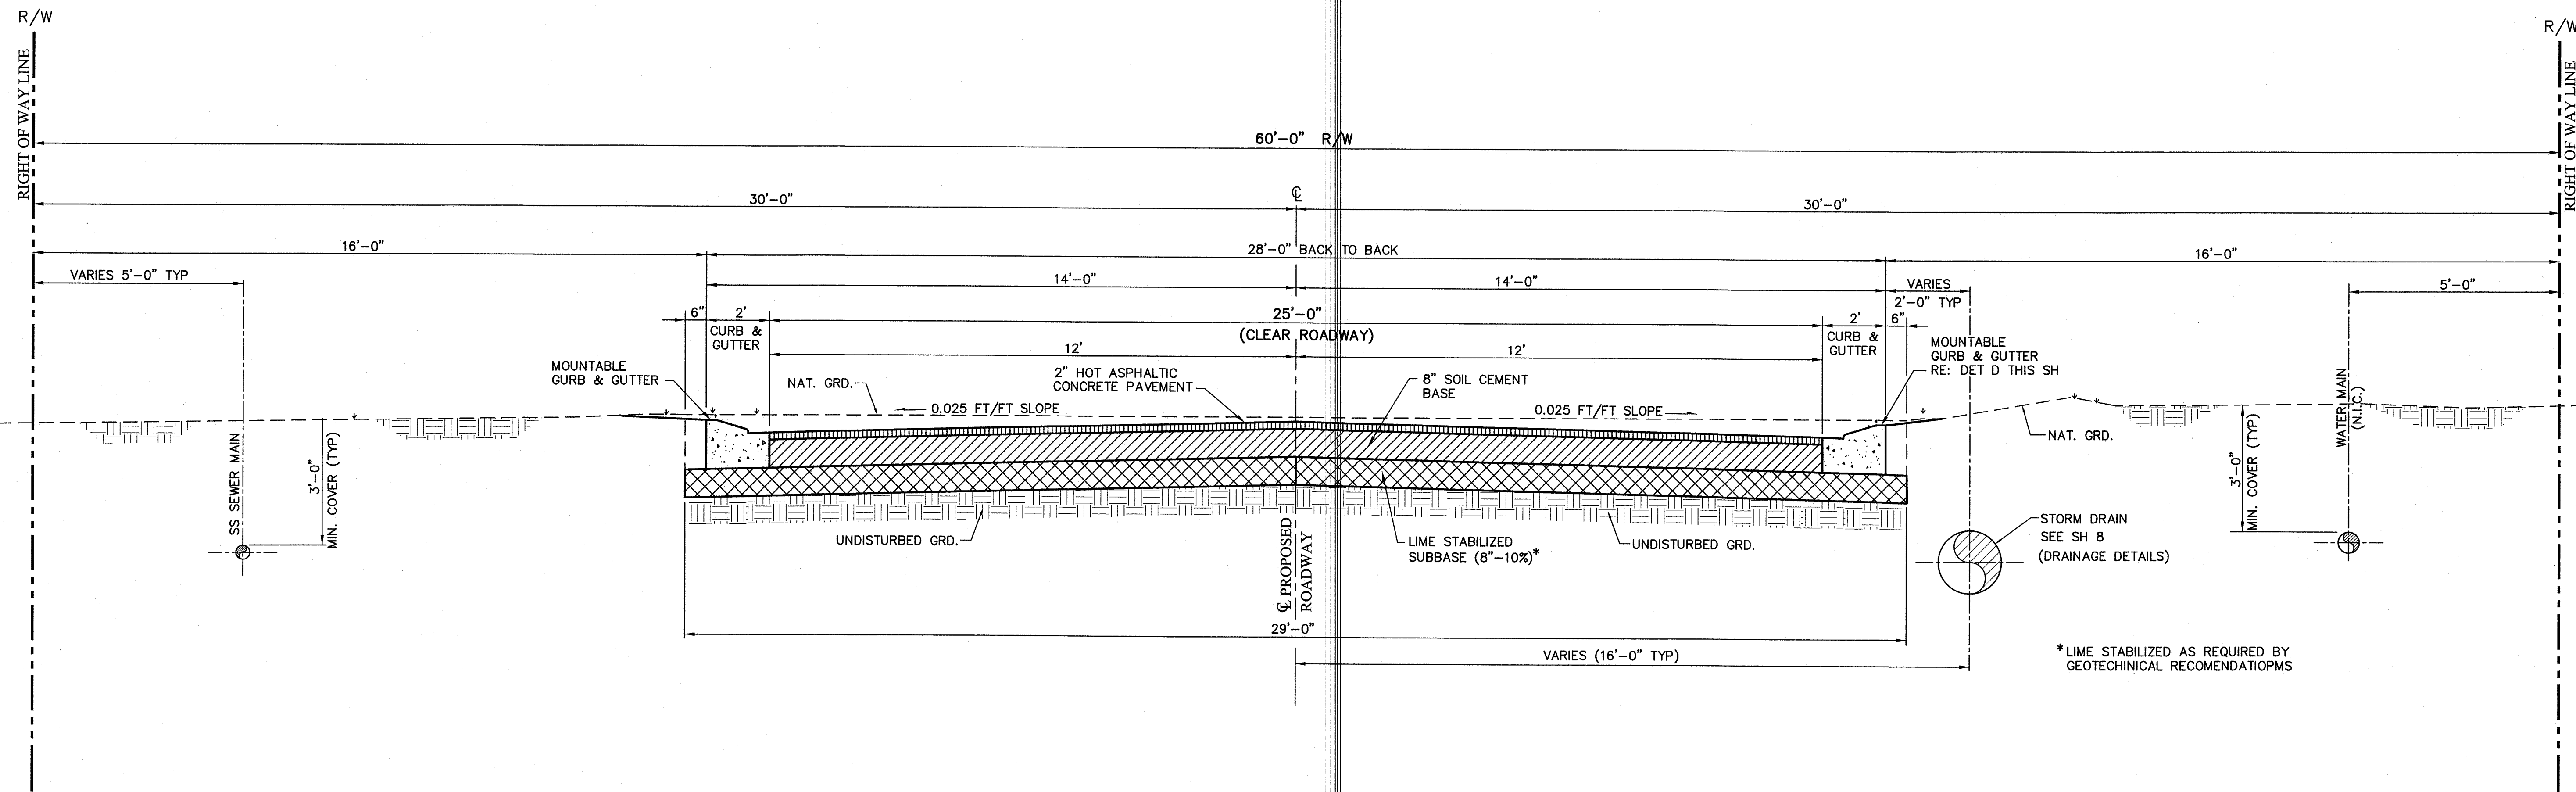 R/W
R/W
RIGHT OF WAY LINE
RIGHT OF WAY LINE
60'-0" R/W
30'-0"
℄
30'-0"
16'-0"
28'-0" BACK TO BACK
16'-0"
VARIES 5'-0" TYP
14'-0"
14'-0"
VARIES
2'-0" TYP
5'-0"
6"
2'
CURB &
GUTTER
25'-0"
(CLEAR ROADWAY)
2'
CURB &
GUTTER
6"
12'
12'
MOUNTABLE
GURB & GUTTER
NAT. GRD.
2" HOT ASPHALTIC
CONCRETE PAVEMENT
8" SOIL CEMENT
BASE
MOUNTABLE
GURB & GUTTER
RE: DET D THIS SH
0.025 FT/FT SLOPE
0.025 FT/FT SLOPE
NAT. GRD.
SS SEWER MAIN
3'-0"
MIN. COVER (TYP)
3'-0"
MIN. COVER (TYP)
WATER MAIN
(N.I.C.)
UNDISTURBED GRD.
℄ PROPOSED
ROADWAY
LIME STABILIZED
SUBBASE (8"-10%)*
UNDISTURBED GRD.
STORM DRAIN
SEE SH 8
(DRAINAGE DETAILS)
29'-0"
VARIES (16'-0" TYP)
* LIME STABILIZED AS REQUIRED BY
GEOTECHINICAL RECOMENDATIOPMS